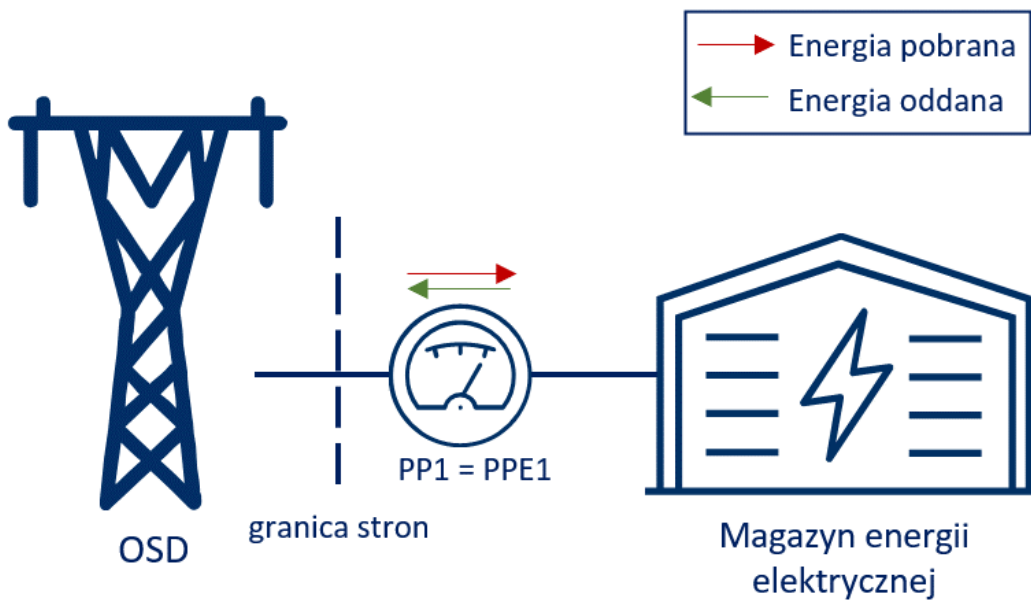 Energia pobrana
Energia oddana
PP1 = PPE1
granica stron
OSD
Magazyn energii
elektrycznej